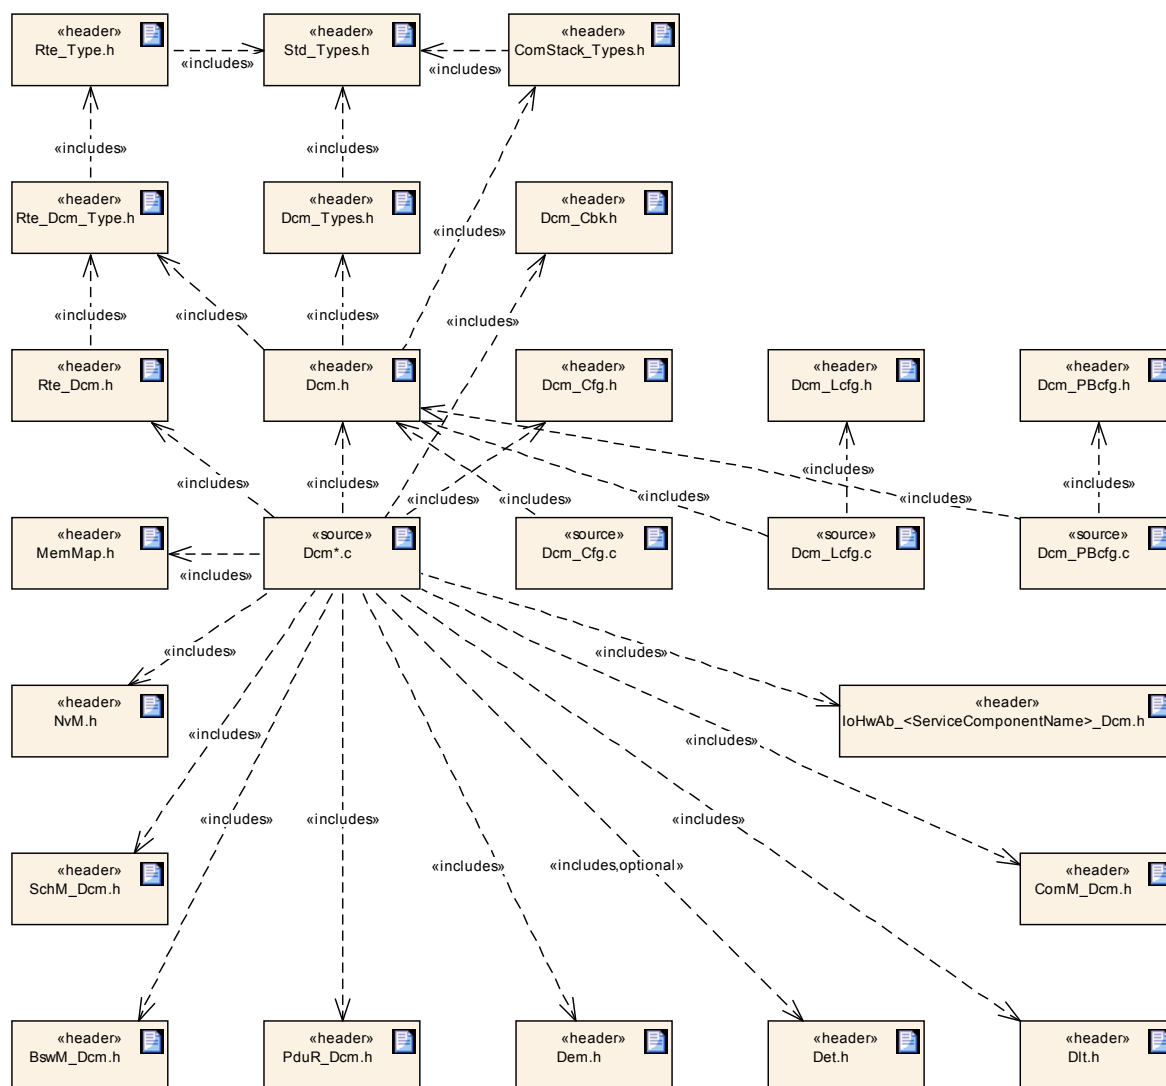 «header»
Rte_Type.h
«header»
Std_Types.h
«header»
ComStack_Types.h
«includes»
«includes»
«includes»
«includes»
«header»
Rte_Dcm_Type.h
«header»
Dcm_Types.h
«header»
Dcm_Cbk.h
«includes»
«includes»
«includes»
«includes»
«includes»
«header»
Rte_Dcm.h
«header»
Dcm.h
«header»
Dcm_Cfg.h
«header»
Dcm_Lcfg.h
«header»
Dcm_PBcfg.h
«includes»
«includes»
«includes»
«includes»
«includes»
«includes»
«includes»
«includes»
«header»
MemMap.h
«source»
Dcm*.c
«source»
Dcm_Cfg.c
«source»
Dcm_Lcfg.c
«source»
Dcm_PBcfg.c
«includes»
«includes»
«includes»
«header»
NvM.h
«header»
IoHwAb_<ServiceComponentName>_Dcm.h
«includes»
«includes»
«includes»
«includes»
«includes»
«includes»
«includes,optional»
«header»
SchM_Dcm.h
«header»
ComM_Dcm.h
«header»
BswM_Dcm.h
«header»
PduR_Dcm.h
«header»
Dem.h
«header»
Det.h
«header»
Dlt.h